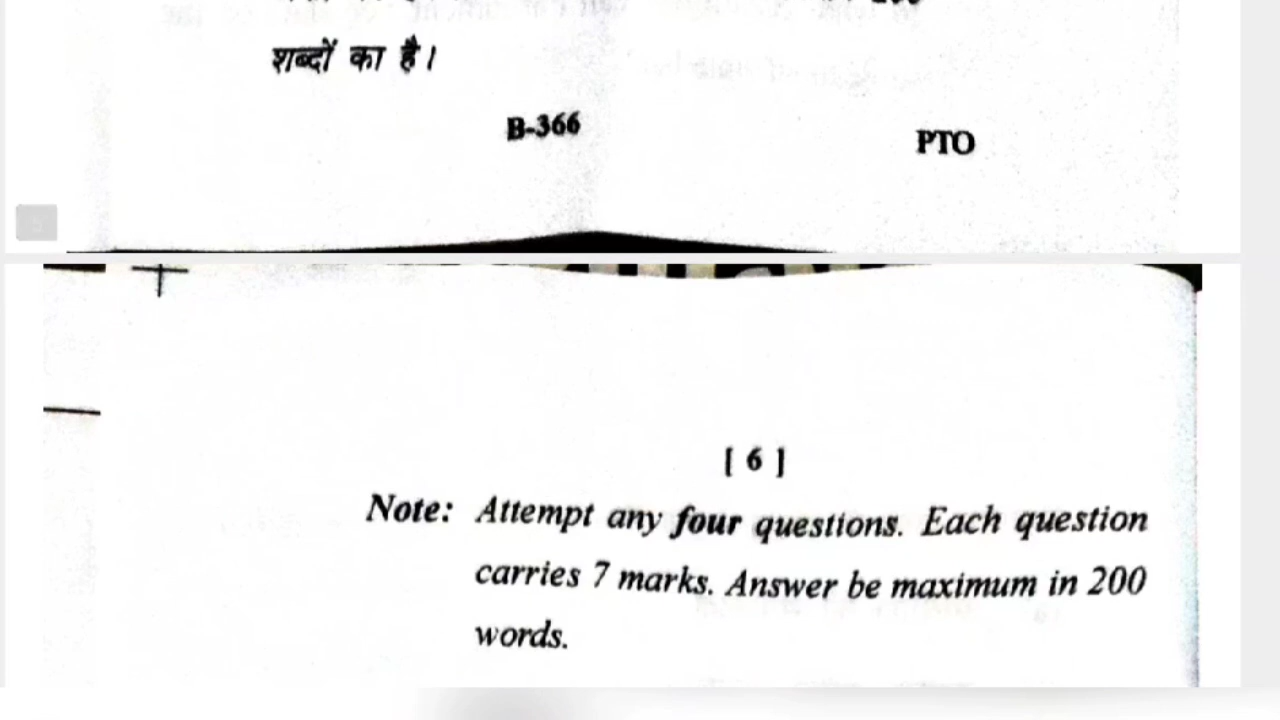 शब्दों का है।
B-366
PTO
5
[ 6 ]
Note: Attempt any four questions. Each question
carries 7 marks. Answer be maximum in 200
words.